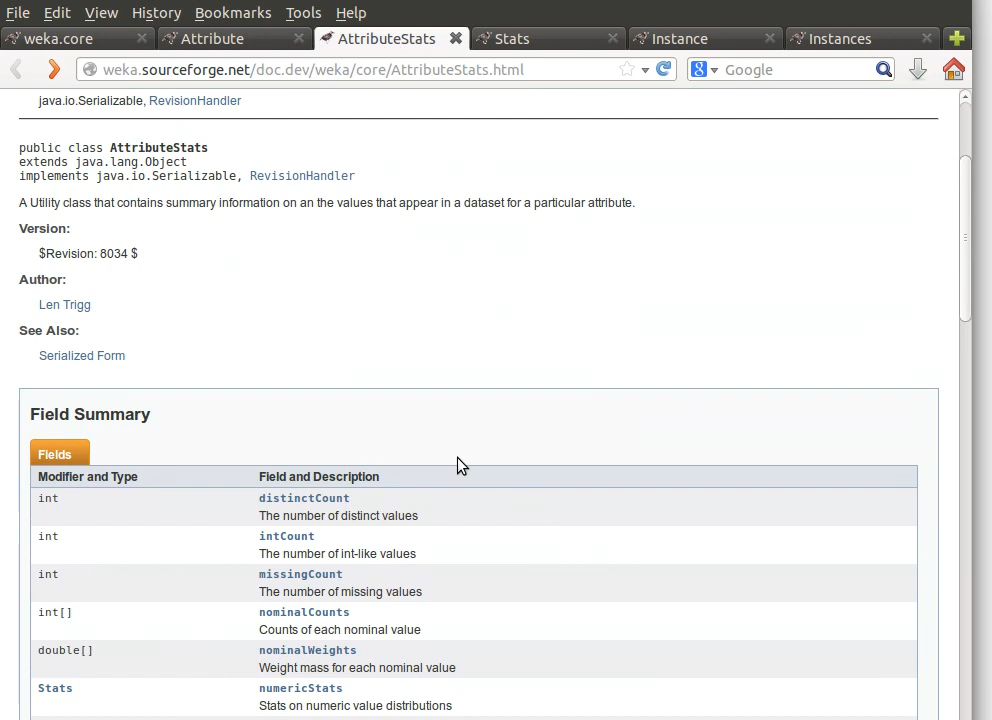 File Edit View History Bookmarks Tools Help
weka.core Attribute AttributeStats Stats Instance Instances
weka.sourceforge.net/doc.dev/weka/core/AttributeStats.html 8 Google
java.io.Serializable, RevisionHandler
public class AttributeStats
extends java.lang.Object
implements java.io.Serializable, RevisionHandler
A Utility class that contains summary information on an the values that appear in a dataset for a particular attribute.
Version:
$Revision: 8034 $
Author:
Len Trigg
See Also:
Serialized Form
Field Summary
Fields
Modifier and Type Field and Description
int distinctCount
The number of distinct values
int intCount
The number of int-like values
int missingCount
The number of missing values
int[] nominalCounts
Counts of each nominal value
double[] nominalWeights
Weight mass for each nominal value
Stats numericStats
Stats on numeric value distributions